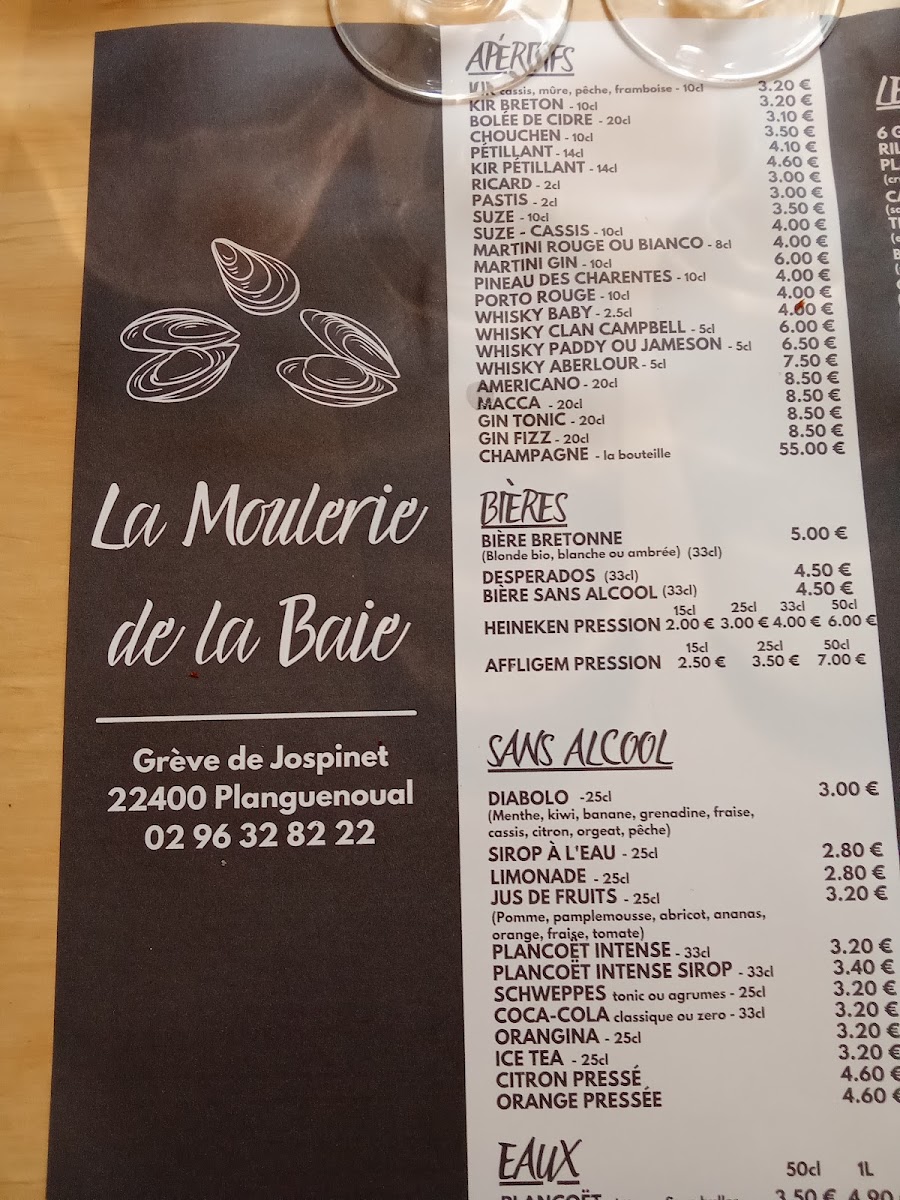 La Moulerie
de la Baie
Grève de Jospinet
22400 Planguenoual
02 96 32 82 22
APÉRITIFS
KIR cassis, mûre, pêche, framboise - 10cl 3.20 €
KIR BRETON - 10cl 3.20 €
BOLÉE DE CIDRE - 20cl 3.10 €
CHOUCHEN - 10cl 3.50 €
PÉTILLANT - 14cl 4.10 €
KIR PÉTILLANT - 14cl 4.60 €
RICARD - 2cl 3.00 €
PASTIS - 2cl 3.00 €
SUZE - 10cl 3.50 €
SUZE - CASSIS - 10cl 4.00 €
MARTINI ROUGE OU BIANCO - 8cl 4.00 €
MARTINI GIN - 10cl 6.00 €
PINEAU DES CHARENTES - 10cl 4.00 €
PORTO ROUGE - 10cl 4.00 €
WHISKY BABY - 2.5cl 4.00 €
WHISKY CLAN CAMPBELL - 5cl 6.00 €
WHISKY PADDY OU JAMESON - 5cl 6.50 €
WHISKY ABERLOUR - 5cl 7.50 €
AMERICANO - 20cl 8.50 €
MACCA - 20cl 8.50 €
GIN TONIC - 20cl 8.50 €
GIN FIZZ - 20cl 8.50 €
CHAMPAGNE - la bouteille 55.00 €
BIÈRES
BIÈRE BRETONNE 5.00 €
(Blonde bio, blanche ou ambrée) (33cl)
DESPERADOS (33cl) 4.50 €
BIÈRE SANS ALCOOL (33cl) 4.50 €
15cl 25cl 33cl 50cl
HEINEKEN PRESSION 2.00 € 3.00 € 4.00 € 6.00 €
15cl 25cl 50cl
AFFLIGEM PRESSION 2.50 € 3.50 € 7.00 €
SANS ALCOOL
DIABOLO -25cl 3.00 €
(Menthe, kiwi, banane, grenadine, fraise,
cassis, citron, orgeat, pêche)
SIROP À L'EAU - 25cl 2.80 €
LIMONADE - 25cl 2.80 €
JUS DE FRUITS - 25cl 3.20 €
(Pomme, pamplemousse, abricot, ananas,
orange, fraise, tomate)
PLANCOËT INTENSE - 33cl 3.20 €
PLANCOËT INTENSE SIROP - 33cl 3.40 €
SCHWEPPES tonic ou agrumes - 25cl 3.20 €
COCA-COLA classique ou zero - 33cl 3.20 €
ORANGINA - 25cl 3.20 €
ICE TEA - 25cl 3.20 €
CITRON PRESSÉ 4.60 €
ORANGE PRESSÉE 4.60 €
EAUX
50cl 1L
PLANCOËT 3.50 € 4.90